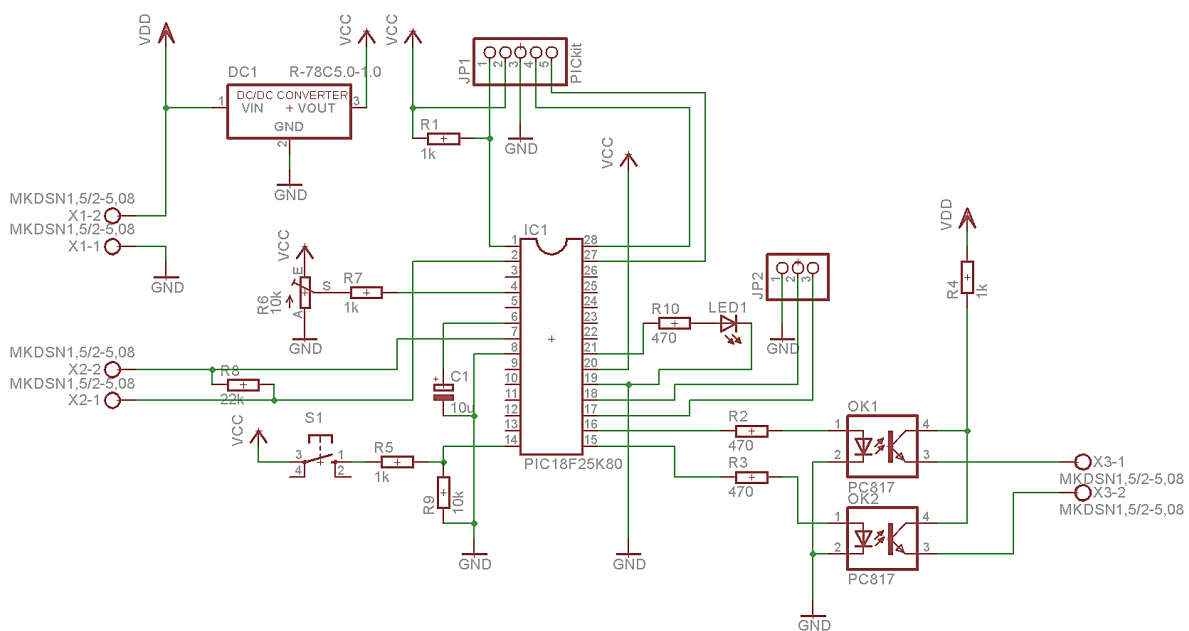 VDD
VCC
VCC
DC1 R-78C5.0-1.0
DC/DC CONVERTER
1 VIN + VOUT 3
GND
2
GND
JP1
1 2 3 4 5
PICkit
R1
1k
GND
VCC
MKDSN1,5/2-5,08
X1-2
MKDSN1,5/2-5,08
X1-1
GND
VCC
E
R6
10k
S
A
GND
R7
1k
IC1
1
2
3
4
5
6
7
8
9
10
11
12
13
14
28
27
26
25
24
23
22
21
20
19
18
17
16
15
PIC18F25K80
R10
470
LED1
JP2
1 2 3
GND
VDD
R4
1k
MKDSN1,5/2-5,08
X2-2
MKDSN1,5/2-5,08
X2-1
R8
22k
C1
10u
VCC
S1
3 1
4 2
R5
1k
R9
10k
GND
GND
R2
470
R3
470
OK1
1 4
2 3
PC817
OK2
1 4
2 3
PC817
GND
X3-1
MKDSN1,5/2-5,08
X3-2
MKDSN1,5/2-5,08